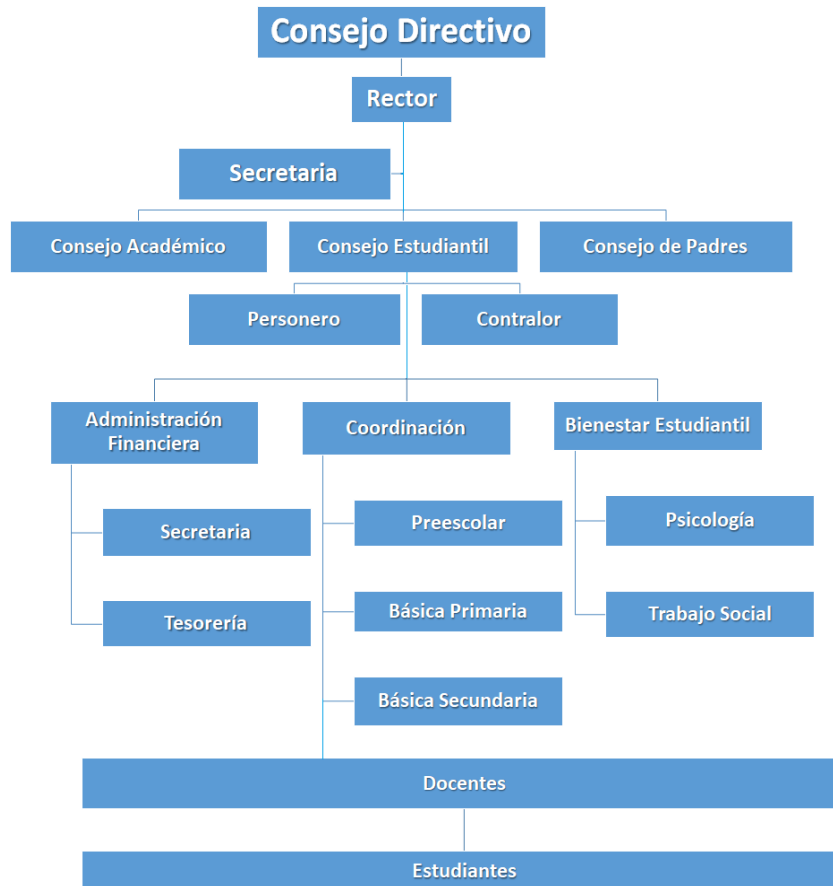 Consejo Directivo
Rector
Secretaria
Consejo Académico
Consejo Estudiantil
Consejo de Padres
Personero
Contralor
Administración
Financiera
Coordinación
Bienestar Estudiantil
Secretaria
Preescolar
Psicología
Tesorería
Básica Primaria
Trabajo Social
Básica Secundaria
Docentes
Estudiantes